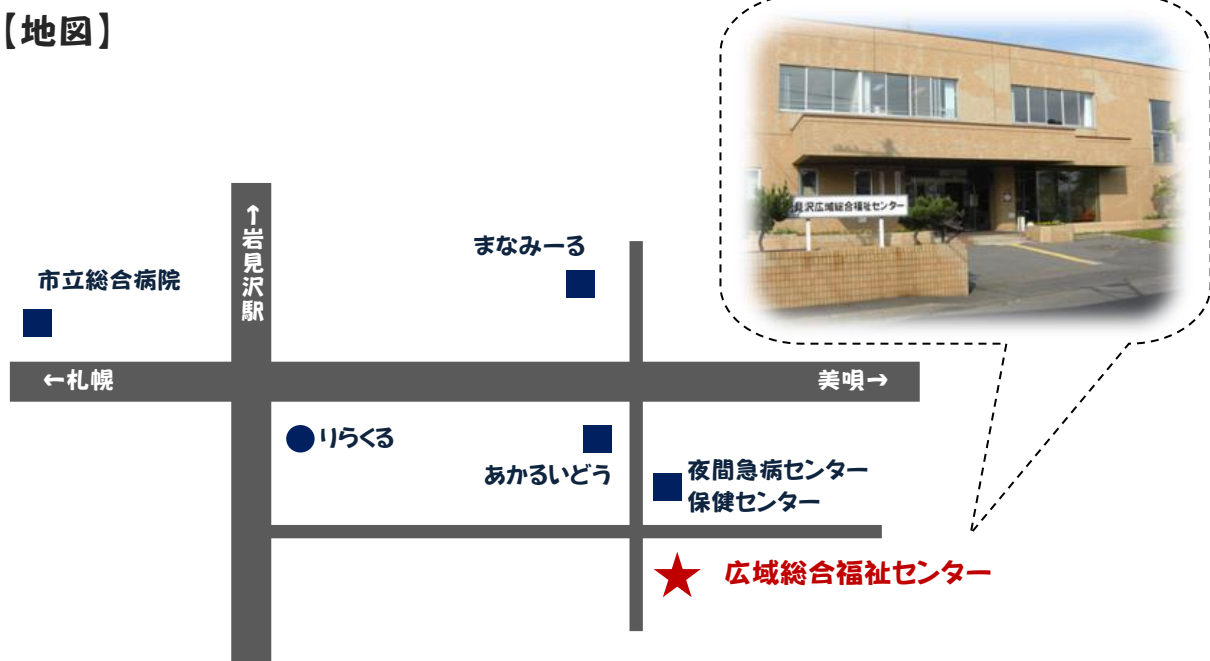 【地図】
見沢広域総合福祉センター
↑岩見沢駅
まなみーる
市立総合病院
←札幌
美唄→
りらくる
あかるいどう
夜間急病センター
保健センター
広域総合福祉センター